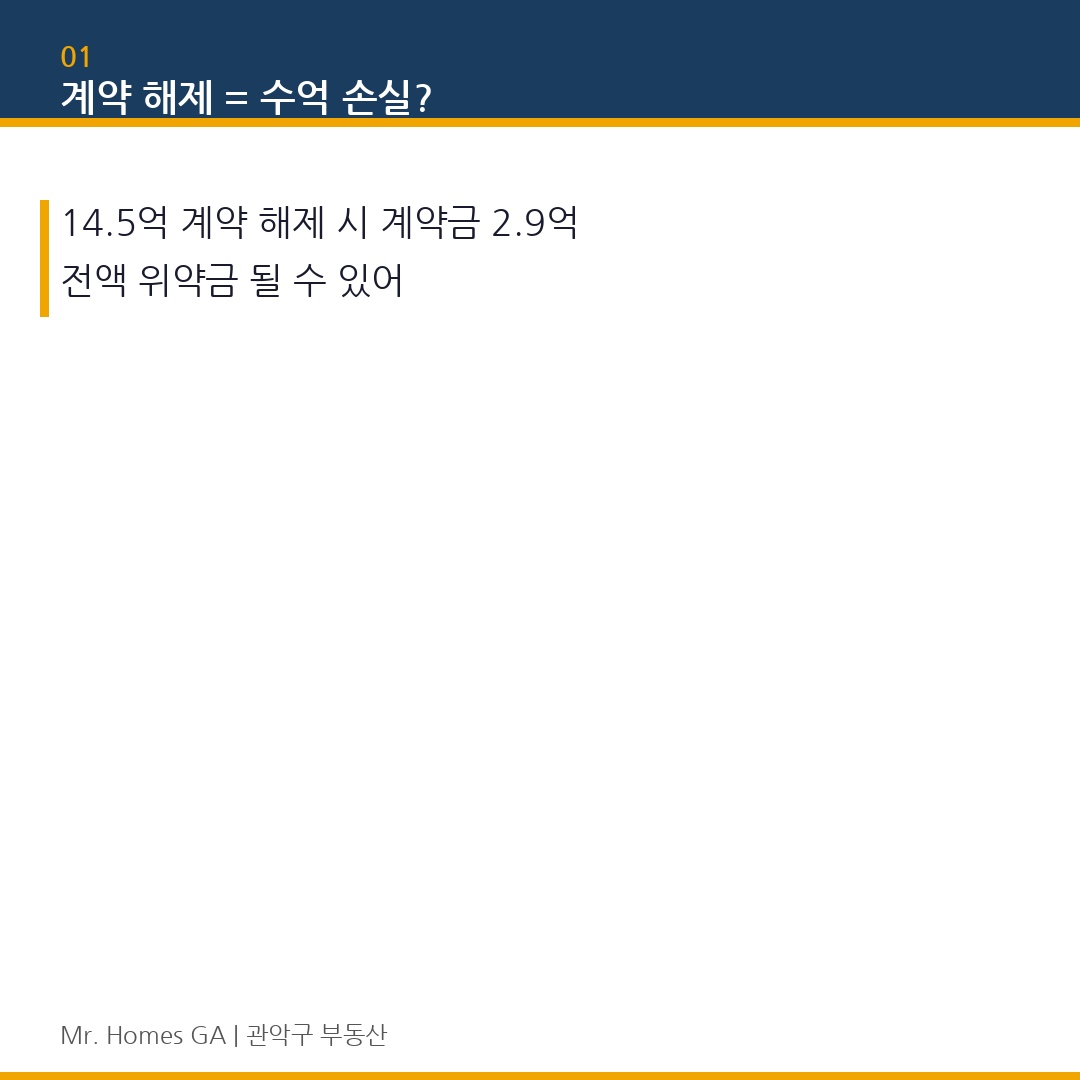 01
계약 해제 = 수억 손실?
14.5억 계약 해제 시 계약금 2.9억
전액 위약금 될 수 있어
Mr. Homes GA | 관악구 부동산